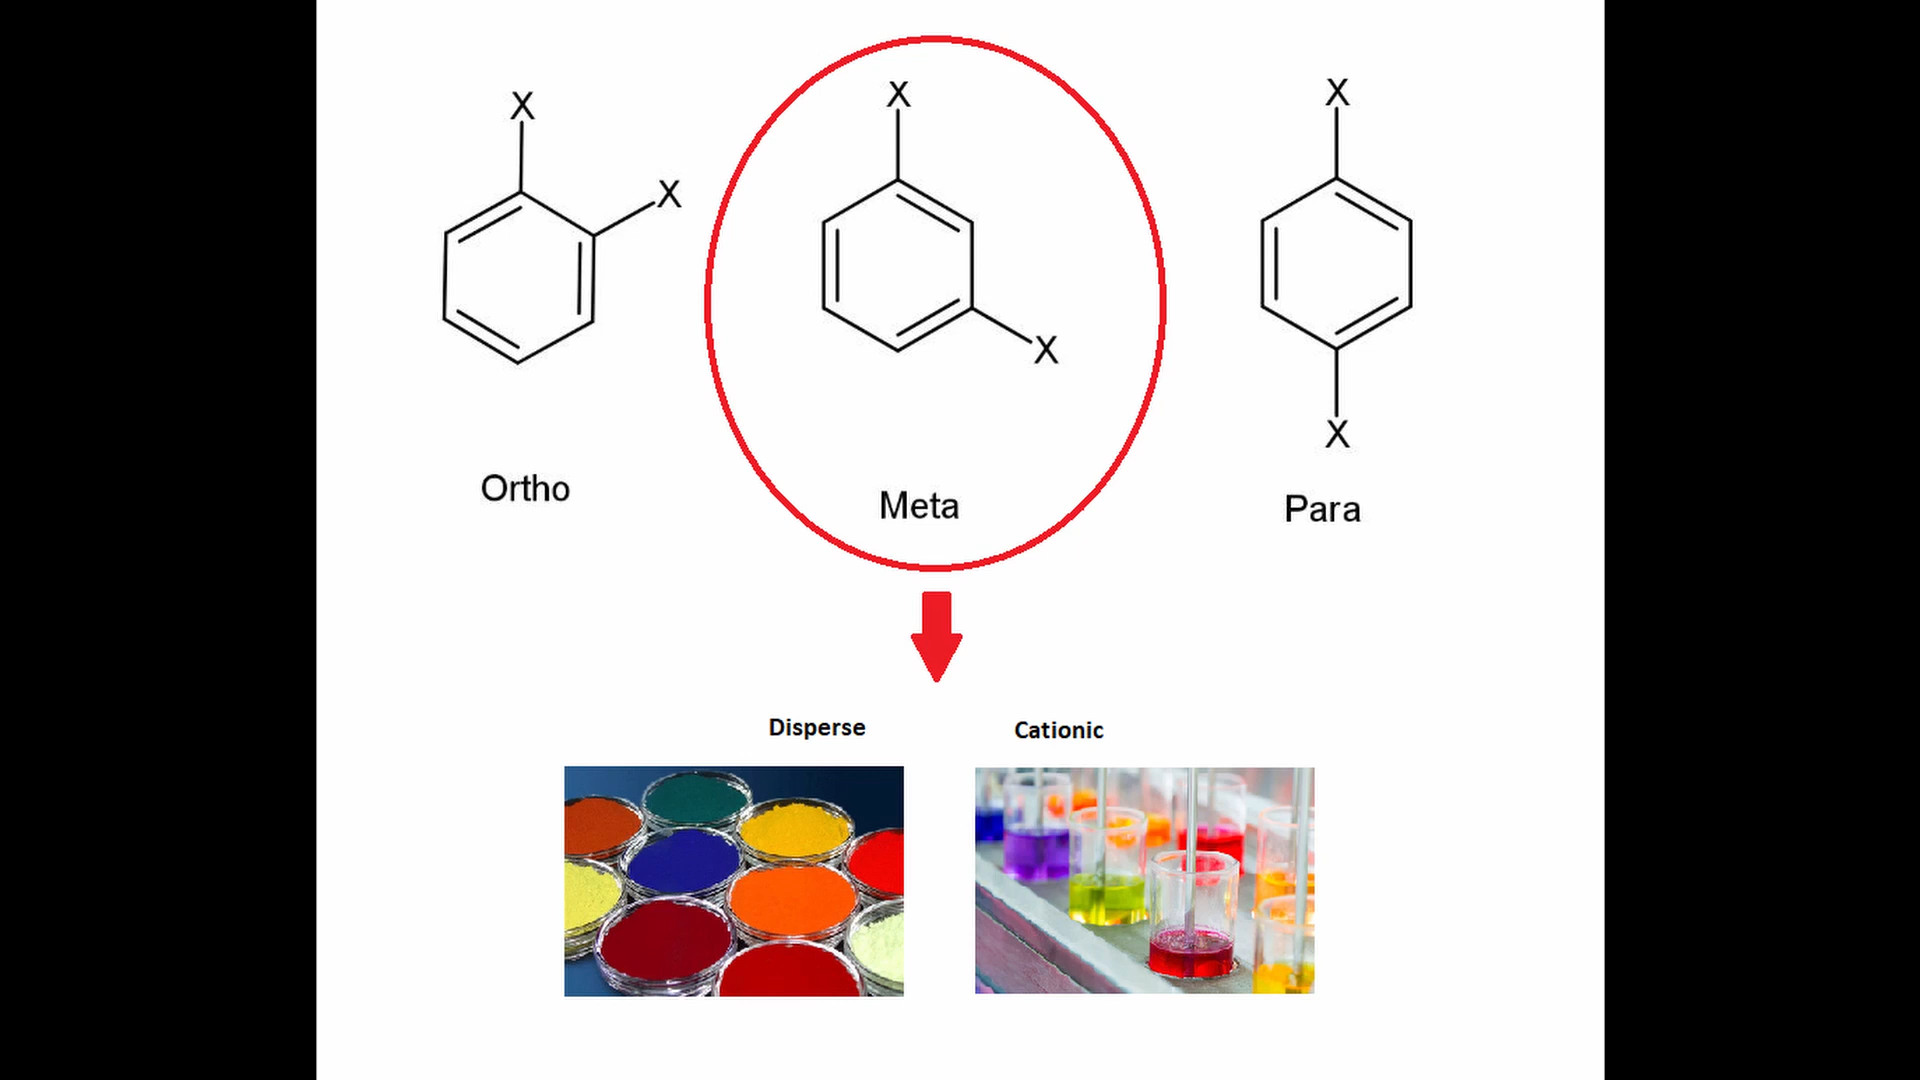 X
X
X
X
X
X
Ortho
Meta
Para
Disperse
Cationic